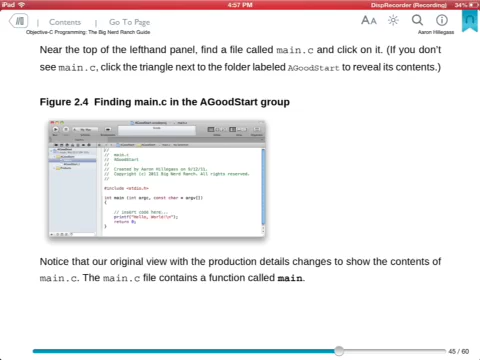 iPad 4:57 PM DispRecorder (Recording) 34%
Contents Go To Page
Objective-C Programming: The Big Nerd Ranch Guide Aaron Hillegass
Near the top of the lefthand panel, find a file called main.c and click on it. (If you don't
see main.c, click the triangle next to the folder labeled AGoodStart to reveal its contents.)
Figure 2.4 Finding main.c in the AGoodStart group
//
// main.c
// AGoodStart
//
// Created by Aaron Hillegass on
// Copyright (c) 2011 Big Nerd Ranch. All rights reserved.
//
#include <stdio.h>
int main (int argc, const char * argv[])
{
// insert code here...
printf("Hello, World!\n");
return 0;
}
Notice that our original view with the production details changes to show the contents of
main.c. The main.c file contains a function called main.
45 / 60